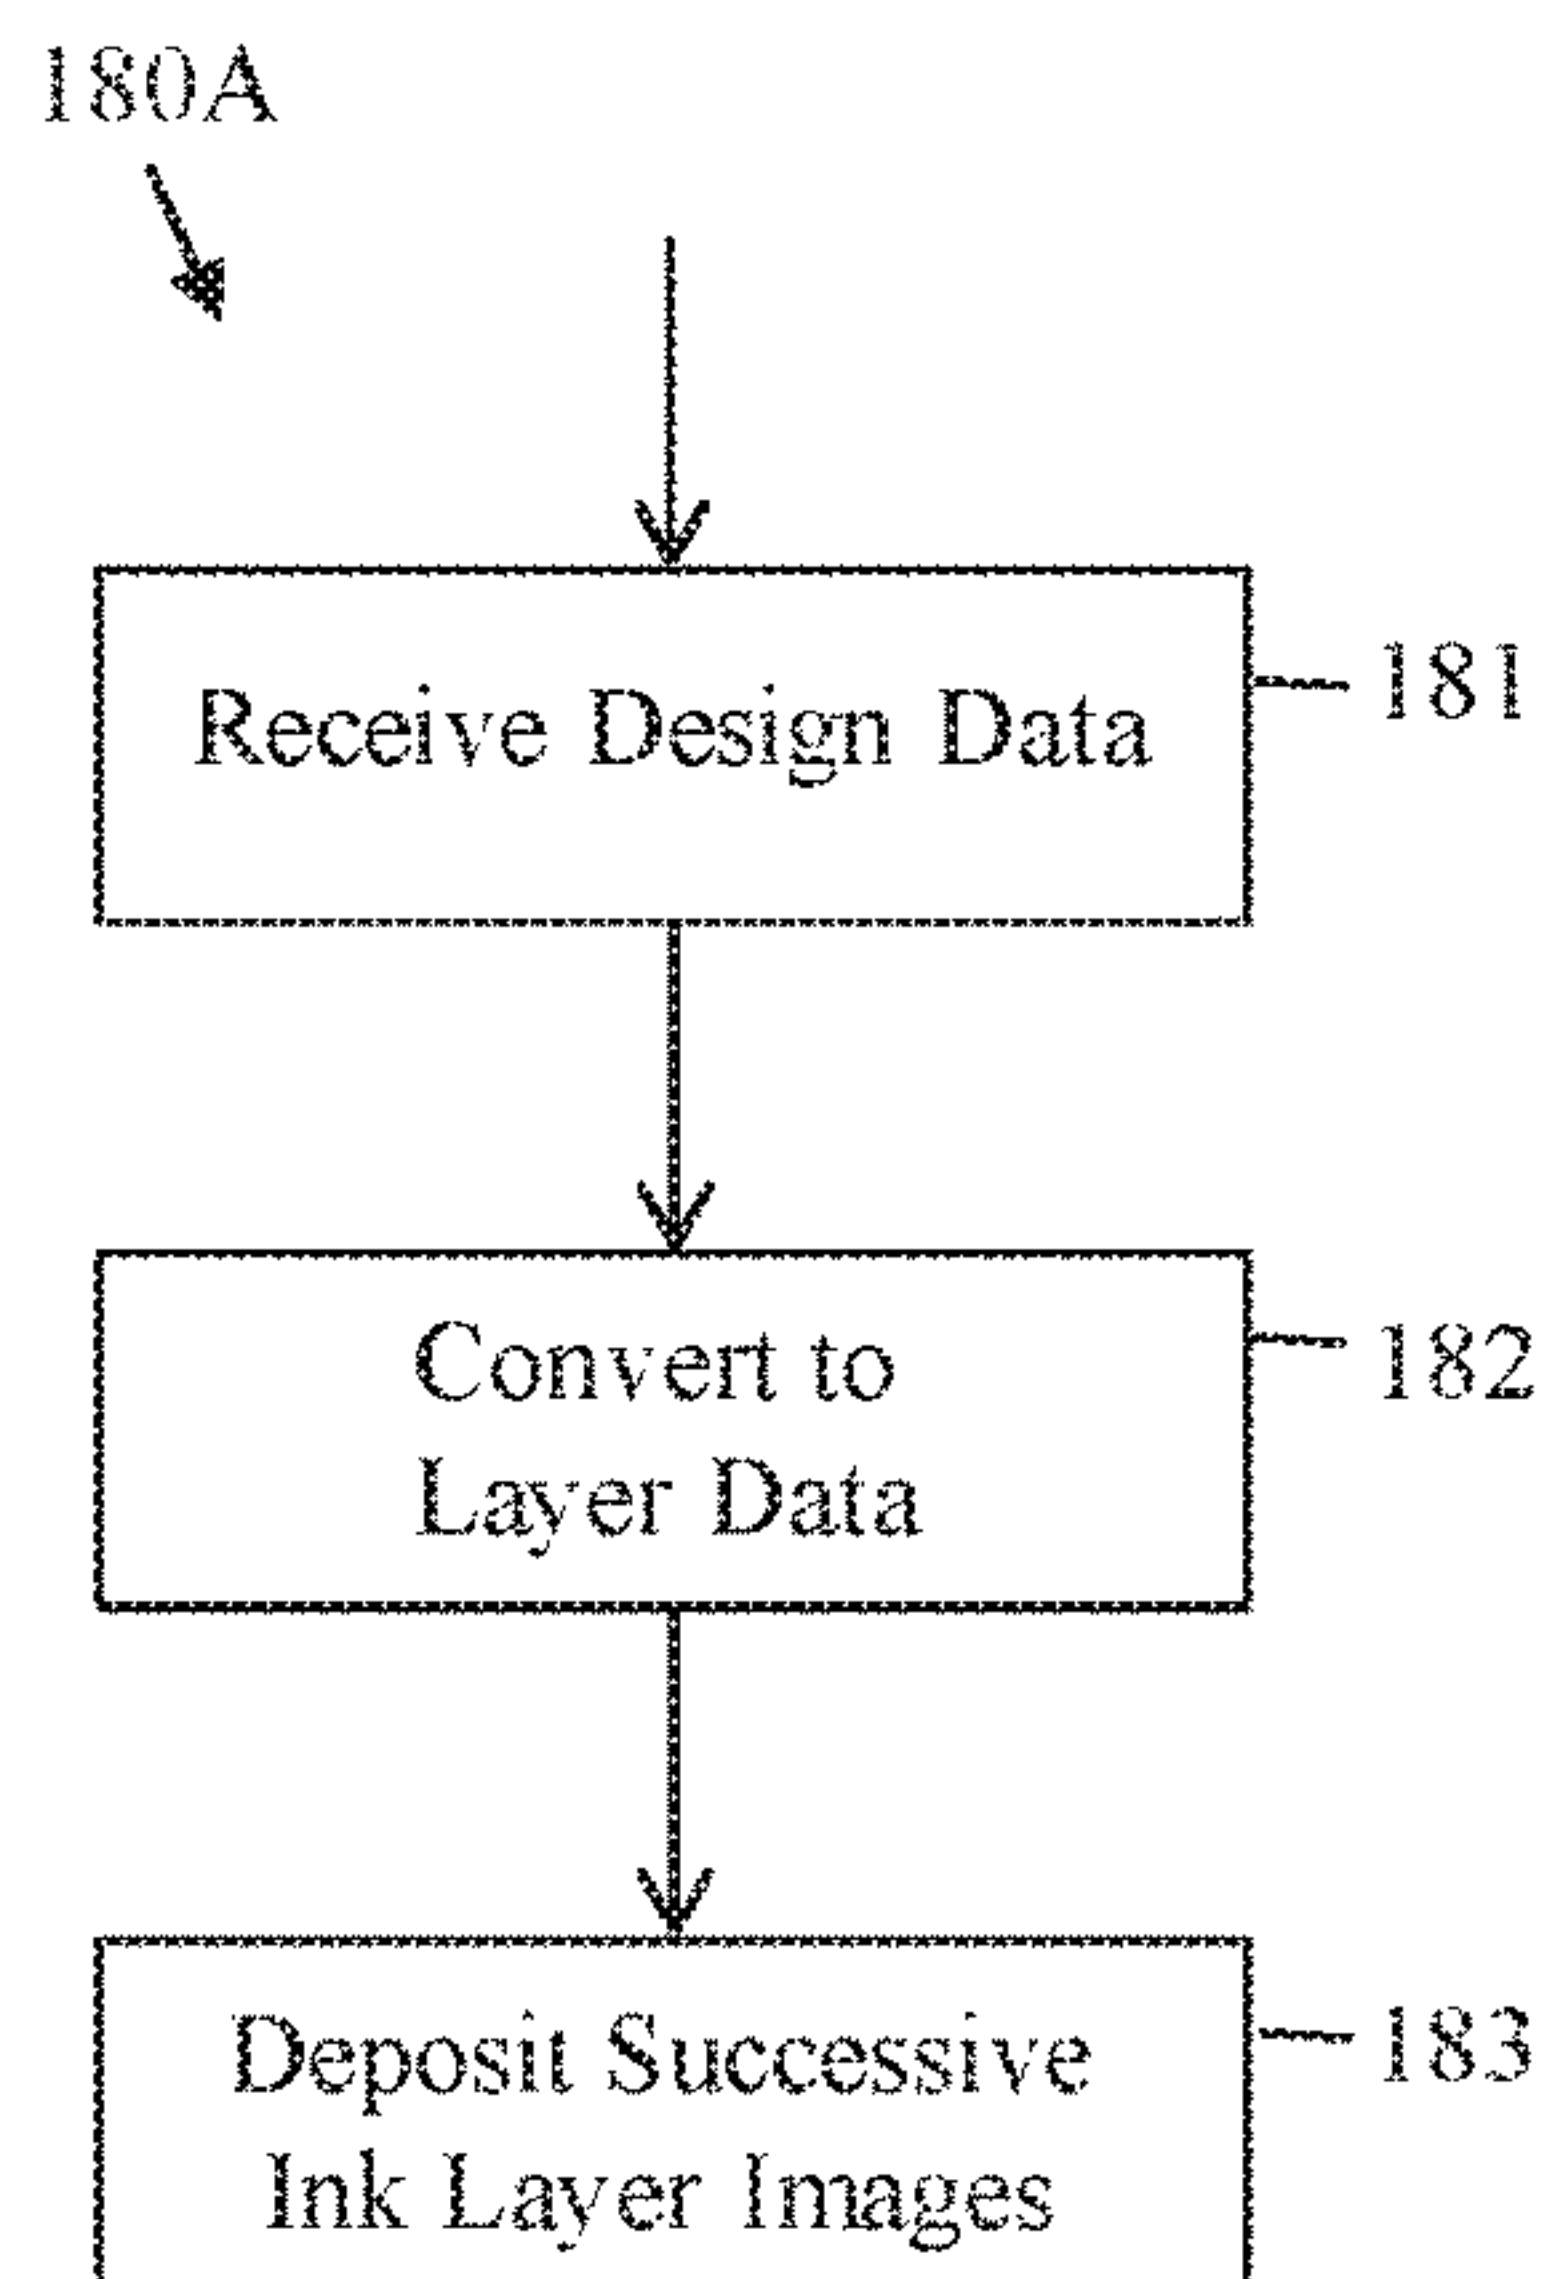 180A
Receive Design Data
181
Convert to
Layer Data
182
Deposit Successive
Ink Layer Images
183